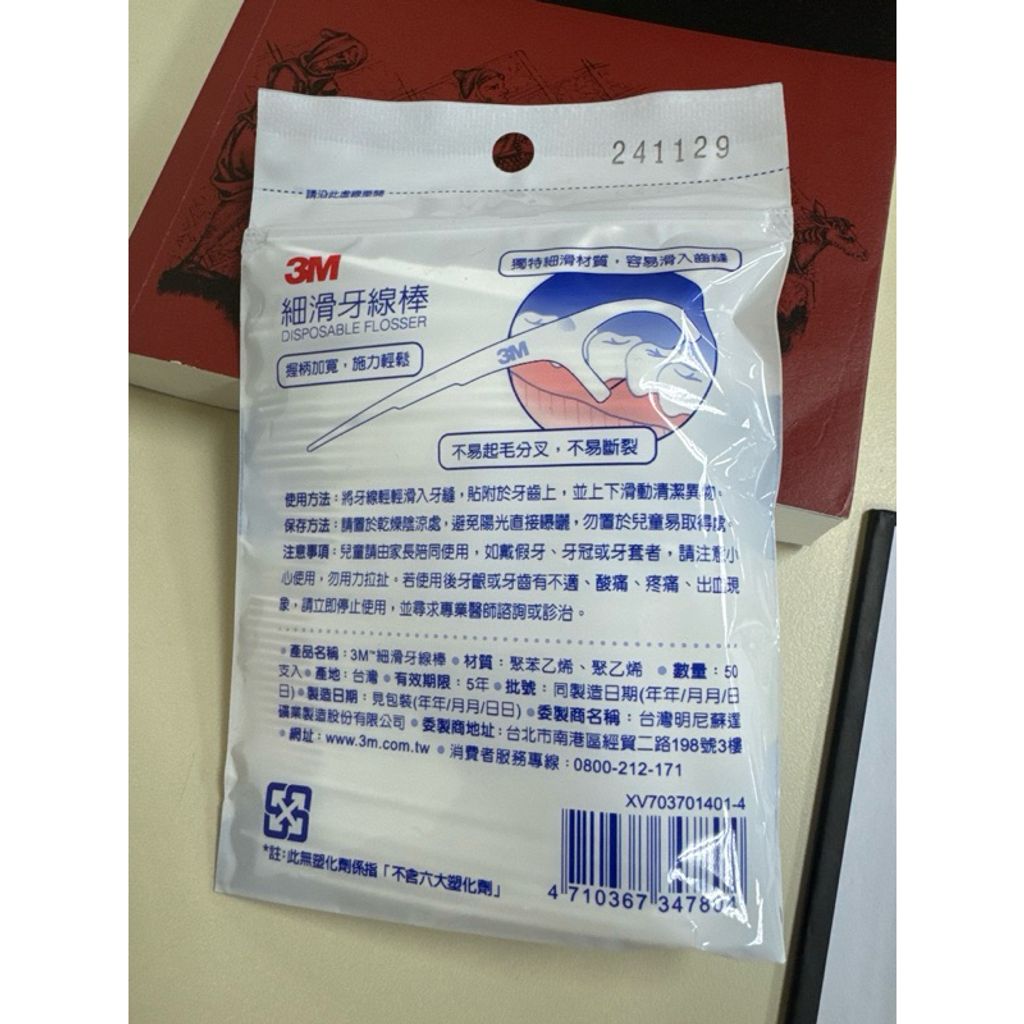 241129
請沿此虛線撕開
3M
細滑牙線棒
DISPOSABLE FLOSSER
獨特細滑材質，容易滑入齒縫
握柄加寬，施力輕鬆
3M
不易起毛分叉，不易斷裂
使用方法：將牙線輕輕滑入牙縫，貼附於牙齒上，並上下滑動清潔異物。
保存方法：請置於乾燥陰涼處，避免陽光直接曝曬，勿置於兒童易取得處。
注意事項：兒童請由家長陪同使用，如戴假牙、牙冠或牙套者，請注意小
心使用，勿用力拉扯。若使用後牙齦或牙齒有不適、酸痛、疼痛、出血現
象，請立即停止使用，並尋求專業醫師諮詢或診治。
●產品名稱：3M™細滑牙線棒●材質：聚苯乙烯、聚乙烯 ●數量：50
支入●產地：台灣●有效期限：5年●批號：同製造日期(年年/月月/日
日)●製造日期：見包裝(年年/月月/日日)●委製商名稱：台灣明尼蘇達
礦業製造股份有限公司●委製商地址：台北市南港區經貿二路198號3樓
●網址：www.3m.com.tw●消費者服務專線：0800-212-171
XV703701401-4
*註：此無塑化劑係指「不含六大塑化劑」
4 710367 347804